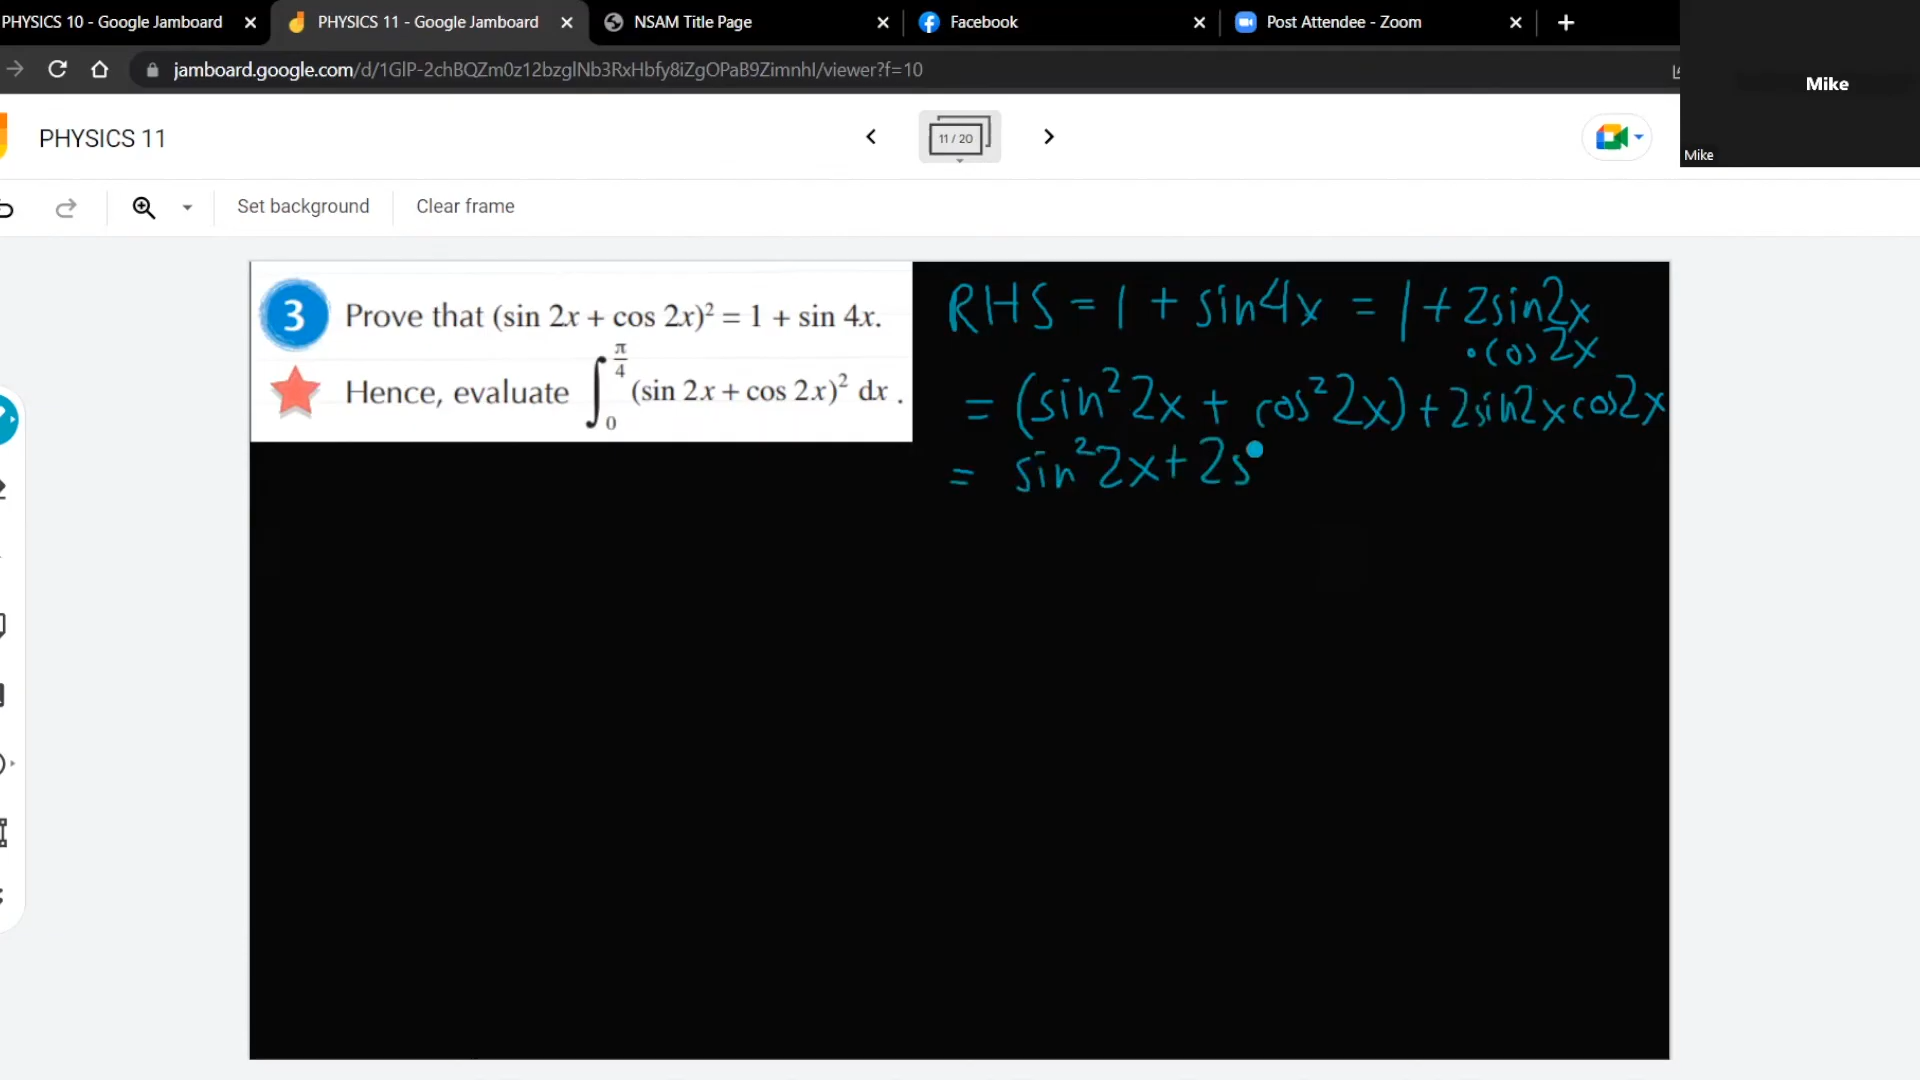 PHYSICS 10 - Google Jamboard
PHYSICS 11 - Google Jamboard
NSAM Title Page
Facebook
Post Attendee - Zoom
jamboard.google.com/d/1GlP-2chBQZm0z12bzglNb3RxHbfy8iZgOPaB9ZimnhI/viewer?f=10
Mike
Mike
PHYSICS 11
11 / 20
Set background
Clear frame
3 Prove that (sin 2x + cos 2x)² = 1 + sin 4x.
Hence, evaluate ∫₀^(π/4) (sin 2x + cos 2x)² dx .
RHS = 1 + sin4x = 1 + 2sin2x
·cos2x
= (sin²2x + cos²2x) + 2sin2xcos2x
= sin²2x + 2s